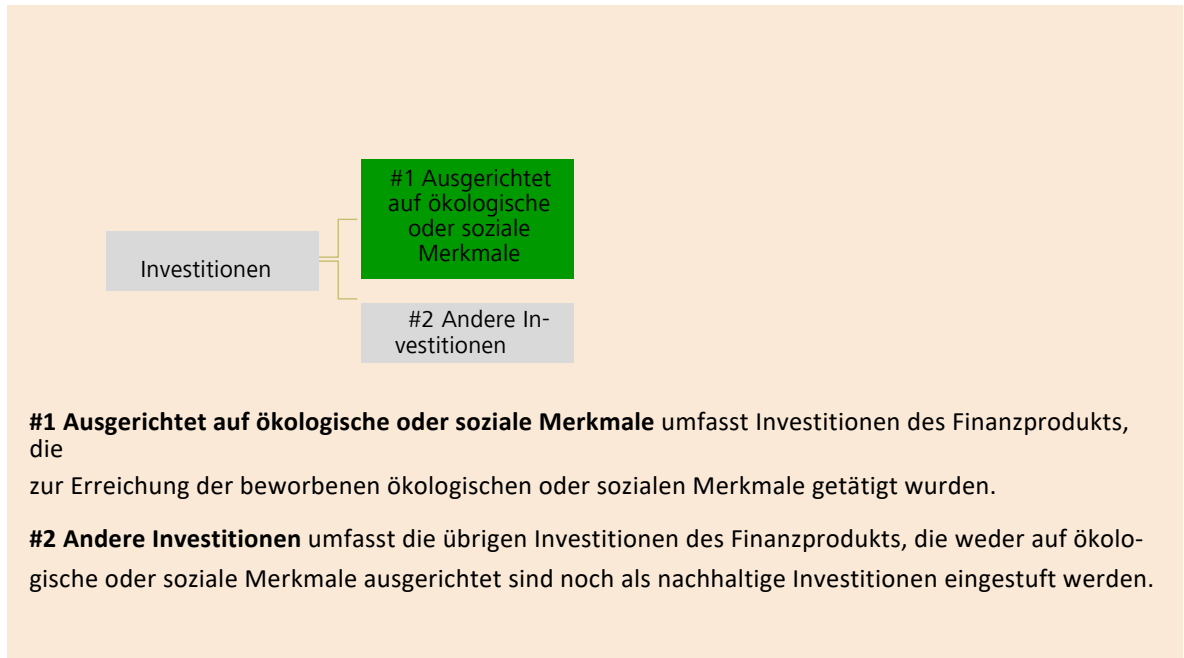 #1 Ausgerichtet
auf ökologische
oder soziale
Merkmale
Investitionen
#2 Andere In-
vestitionen
#1 Ausgerichtet auf ökologische oder soziale Merkmale umfasst Investitionen des Finanzprodukts,
die
zur Erreichung der beworbenen ökologischen oder sozialen Merkmale getätigt wurden.
#2 Andere Investitionen umfasst die übrigen Investitionen des Finanzprodukts, die weder auf ökolo-
gische oder soziale Merkmale ausgerichtet sind noch als nachhaltige Investitionen eingestuft werden.